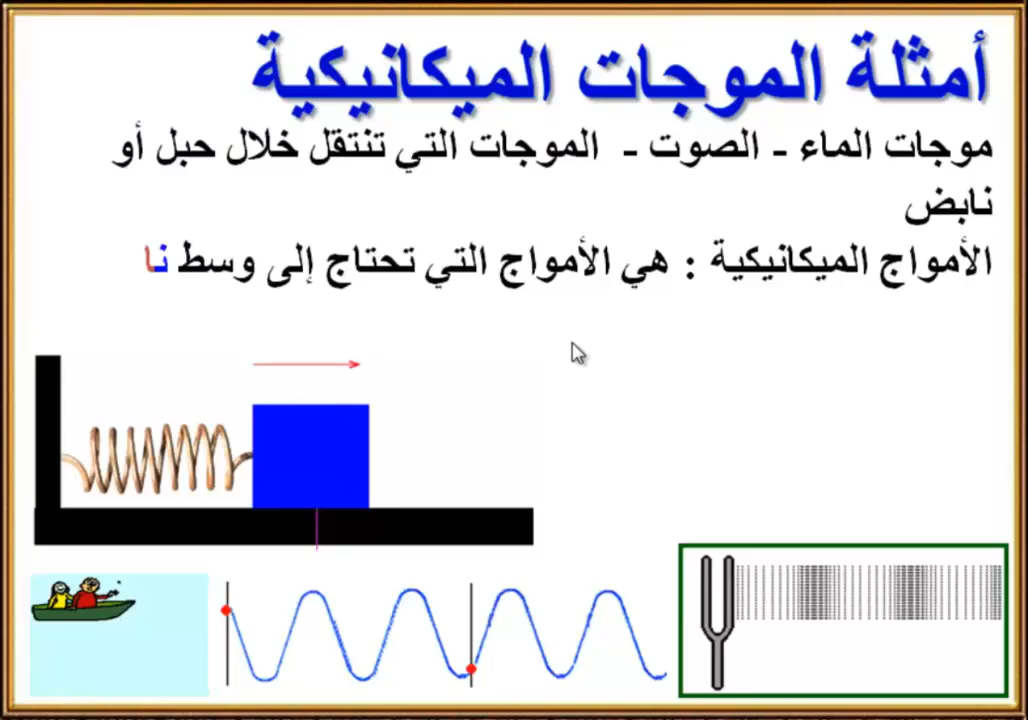 أمثلة الموجات الميكانيكية
موجات الماء - الصوت - الموجات التي تنتقل خلال حبل أو
نابض
الأمواج الميكانيكية : هي الأمواج التي تحتاج إلى وسط نا